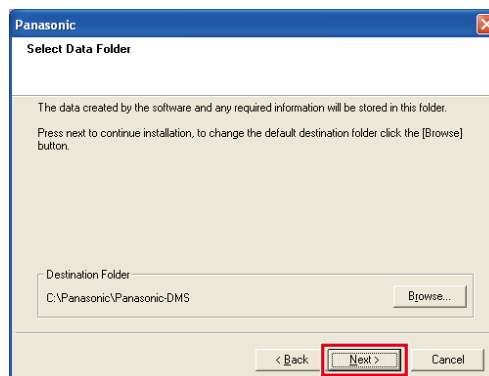 Panasonic
Select Data Folder
The data created by the software and any required information will be stored in this folder.
Press next to continue installation, to change the default destination folder click the [Browse]
button.
Destination Folder
C:\Panasonic\Panasonic-DMS
Browse...
< Back
Next >
Cancel